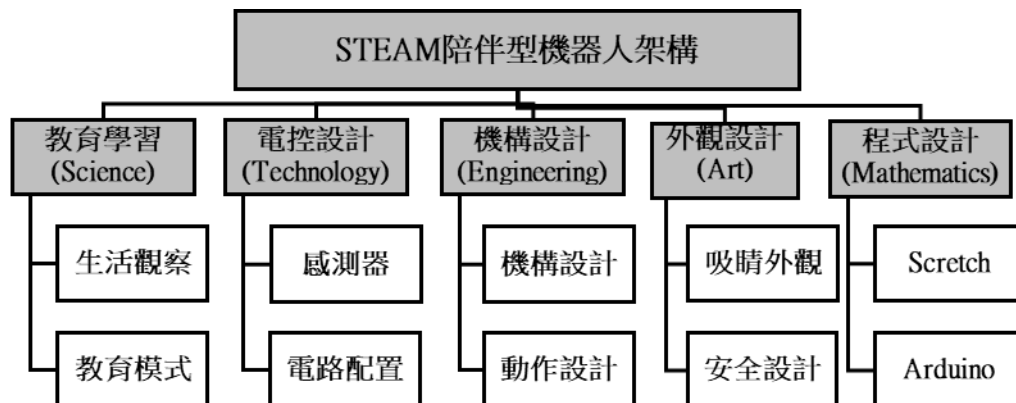 STEAM陪伴型機器人架構
教育學習
(Science)
電控設計
(Technology)
機構設計
(Engineering)
外觀設計
(Art)
程式設計
(Mathematics)
生活觀察
感測器
機構設計
吸睛外觀
Scretch
教育模式
電路配置
動作設計
安全設計
Arduino